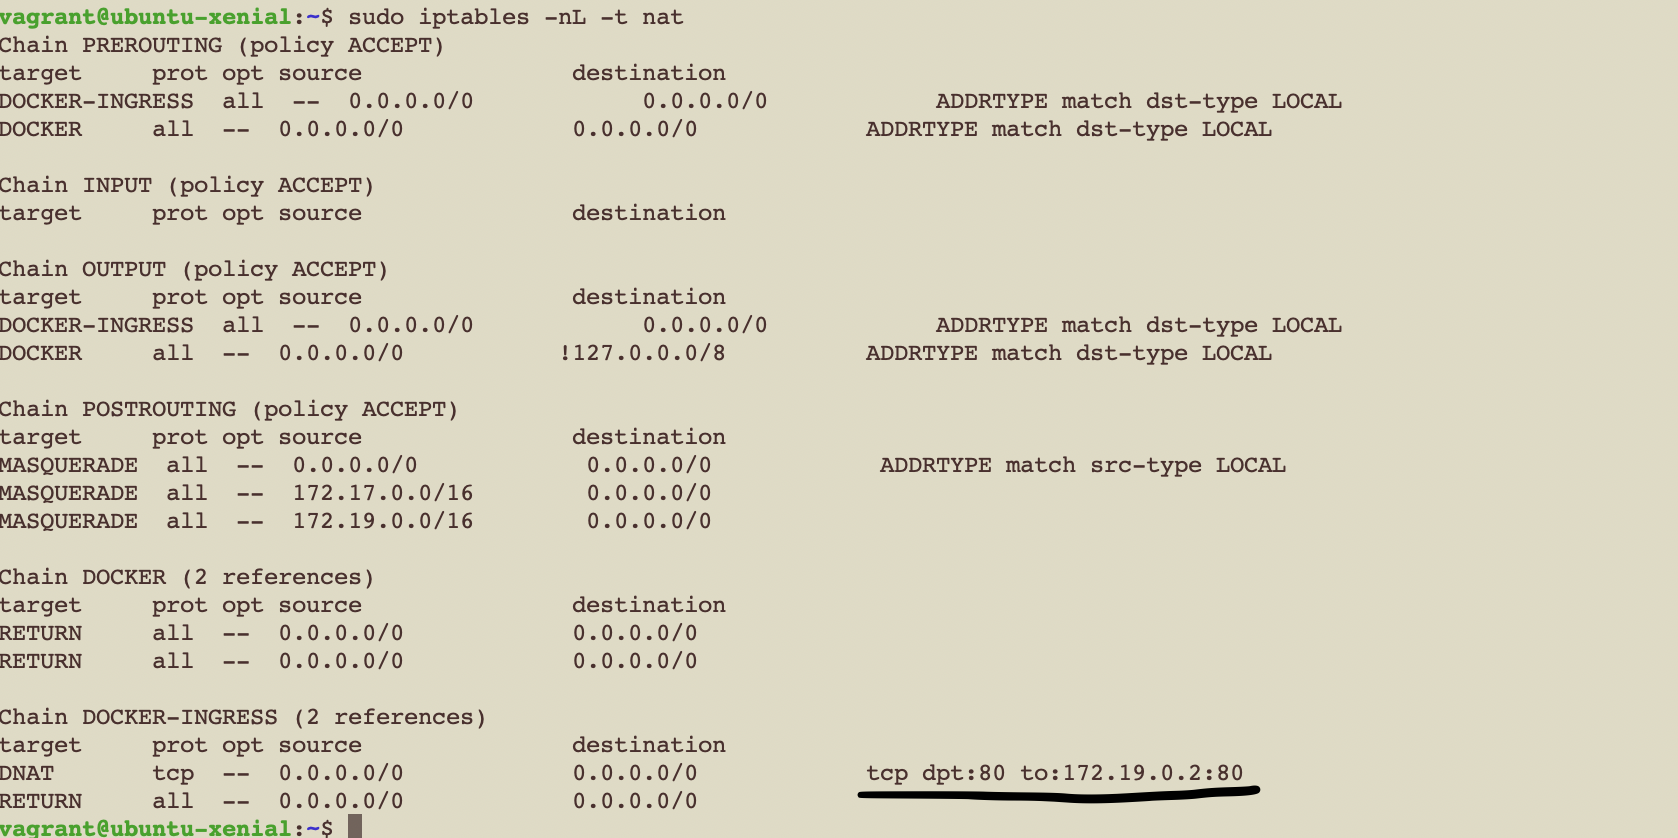 vagrant@ubuntu-xenial:~$ sudo iptables -nL -t nat
Chain PREROUTING (policy ACCEPT)
target     prot opt source               destination
DOCKER-INGRESS  all  --  0.0.0.0/0            0.0.0.0/0            ADDRTYPE match dst-type LOCAL
DOCKER     all  --  0.0.0.0/0            0.0.0.0/0            ADDRTYPE match dst-type LOCAL
Chain INPUT (policy ACCEPT)
target     prot opt source               destination
Chain OUTPUT (policy ACCEPT)
target     prot opt source               destination
DOCKER-INGRESS  all  --  0.0.0.0/0            0.0.0.0/0            ADDRTYPE match dst-type LOCAL
DOCKER     all  --  0.0.0.0/0           !127.0.0.0/8          ADDRTYPE match dst-type LOCAL
Chain POSTROUTING (policy ACCEPT)
target     prot opt source               destination
MASQUERADE  all  --  0.0.0.0/0            0.0.0.0/0            ADDRTYPE match src-type LOCAL
MASQUERADE  all  --  172.17.0.0/16        0.0.0.0/0
MASQUERADE  all  --  172.19.0.0/16        0.0.0.0/0
Chain DOCKER (2 references)
target     prot opt source               destination
RETURN     all  --  0.0.0.0/0            0.0.0.0/0
RETURN     all  --  0.0.0.0/0            0.0.0.0/0
Chain DOCKER-INGRESS (2 references)
target     prot opt source               destination
DNAT       tcp  --  0.0.0.0/0            0.0.0.0/0            tcp dpt:80 to:172.19.0.2:80
RETURN     all  --  0.0.0.0/0            0.0.0.0/0
vagrant@ubuntu-xenial:~$